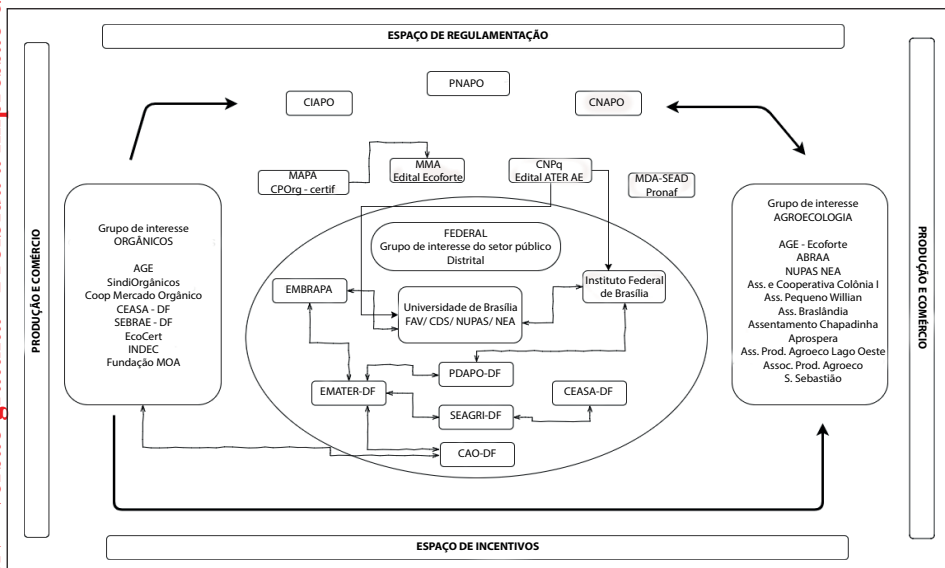 ESPAÇO DE REGULAMENTAÇÃO
PRODUÇÃO E COMÉRCIO
PNAPO
CIAPO
CNAPO
MAPA
CPOrg - certif
MMA
Edital Ecoforte
CNPq
Edital ATER AE
MDA-SEAD
Pronaf
Grupo de interesse
ORGÂNICOS
AGE
SindiOrgânicos
Coop Mercado Orgânico
CEASA - DF
SEBRAE - DF
EcoCert
INDEC
Fundação MOA
FEDERAL
Grupo de interesse do setor público
Distrital
EMBRAPA
Universidade de Brasília
FAV/ CDS/ NUPAS/ NEA
Instituto Federal
de Brasília
PDAPO-DF
EMATER-DF
CEASA-DF
SEAGRI-DF
CAO-DF
Grupo de interesse
AGROECOLOGIA
AGE - Ecoforte
ABRAA
NUPAS NEA
Ass. e Cooperativa Colônia I
Ass. Pequeno Willian
Ass. Braslândia
Assentamento Chapadinha
Aprospera
Ass. Prod. Agroeco Lago Oeste
Assoc. Prod. Agroeco
S. Sebastião
PRODUÇÃO E COMÉRCIO
ESPAÇO DE INCENTIVOS